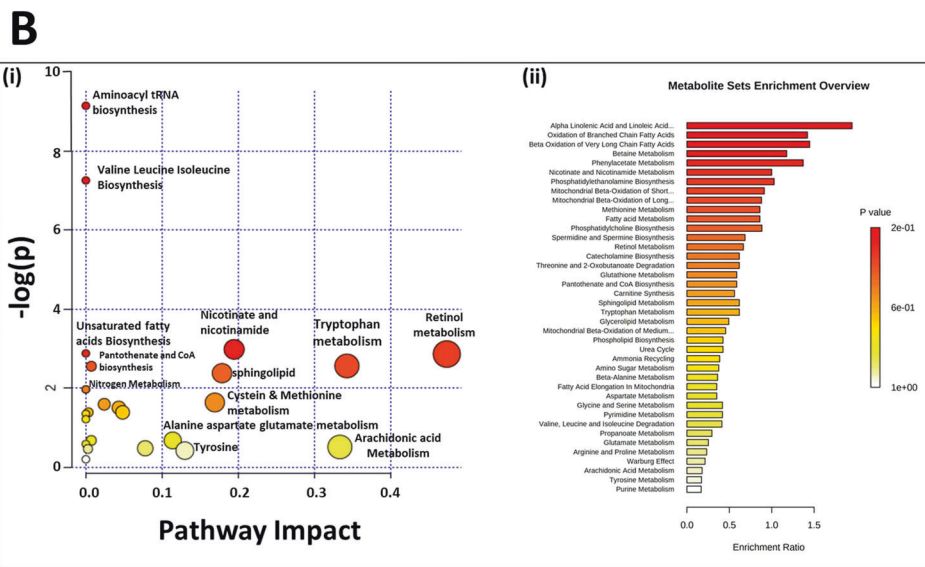 B
(i)
10
8
6
4
2
0
-log(p)
Aminoacyl tRNA
biosynthesis
Valine Leucine Isoleucine
Biosynthesis
Unsaturated fatty
acids Biosynthesis
Pantothenate and CoA
biosynthesis
Nitrogen Metabolism
Nicotinate and
nicotinamide
sphingolipid
Cystein & Methionine
metabolism
Alanine aspartate glutamate metabolism
Tyrosine
Tryptophan
metabolism
Retinol
metabolism
Arachidonic acid
Metabolism
0.0 0.1 0.2 0.3 0.4
Pathway Impact
(ii)
Metabolite Sets Enrichment Overview
Alpha Linolenic Acid and Linoleic Acid...
Oxidation of Branched Chain Fatty Acids
Beta Oxidation of Very Long Chain Fatty Acids
Betaine Metabolism
Phenylacetate Metabolism
Nicotinate and Nicotinamide Metabolism
Phosphatidylethanolamine Biosynthesis
Mitochondrial Beta-Oxidation of Short...
Mitochondrial Beta-Oxidation of Long...
Methionine Metabolism
Fatty acid Metabolism
Phosphatidylcholine Biosynthesis
Spermidine and Spermine Biosynthesis
Retinol Metabolism
Catecholamine Biosynthesis
Threonine and 2-Oxobutanoate Degradation
Glutathione Metabolism
Pantothenate and CoA Biosynthesis
Carnitine Synthesis
Sphingolipid Metabolism
Tryptophan Metabolism
Glycerolipid Metabolism
Mitochondrial Beta-Oxidation of Medium...
Phospholipid Biosynthesis
Urea Cycle
Ammonia Recycling
Amino Sugar Metabolism
Beta-Alanine Metabolism
Fatty Acid Elongation In Mitochondria
Aspartate Metabolism
Glycine and Serine Metabolism
Pyrimidine Metabolism
Valine, Leucine and Isoleucine Degradation
Propanoate Metabolism
Glutamate Metabolism
Arginine and Proline Metabolism
Warburg Effect
Arachidonic Acid Metabolism
Tyrosine Metabolism
Purine Metabolism
0.0 0.5 1.0 1.5
Enrichment Ratio
P value
2e-01
6e-01
1e+00